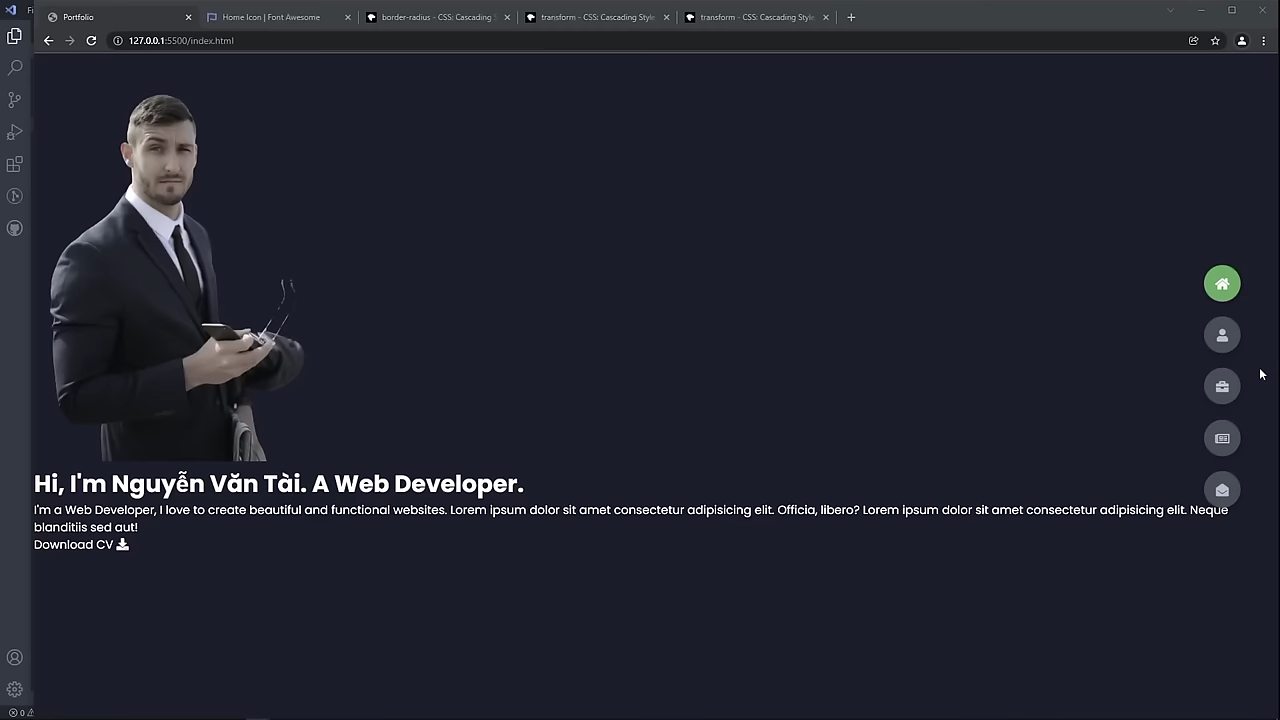 Fi
Portfolio
Home Icon | Font Awesome
border-radius - CSS: Cascading S
transform - CSS: Cascading Style
transform - CSS: Cascading Style
127.0.0.1:5500/index.html
Hi, I'm Nguyễn Văn Tài. A Web Developer.
I'm a Web Developer, I love to create beautiful and functional websites. Lorem ipsum dolor sit amet consectetur adipisicing elit. Officia, libero? Lorem ipsum dolor sit amet consectetur adipisicing elit. Neque
blanditiis sed aut!
Download CV
0